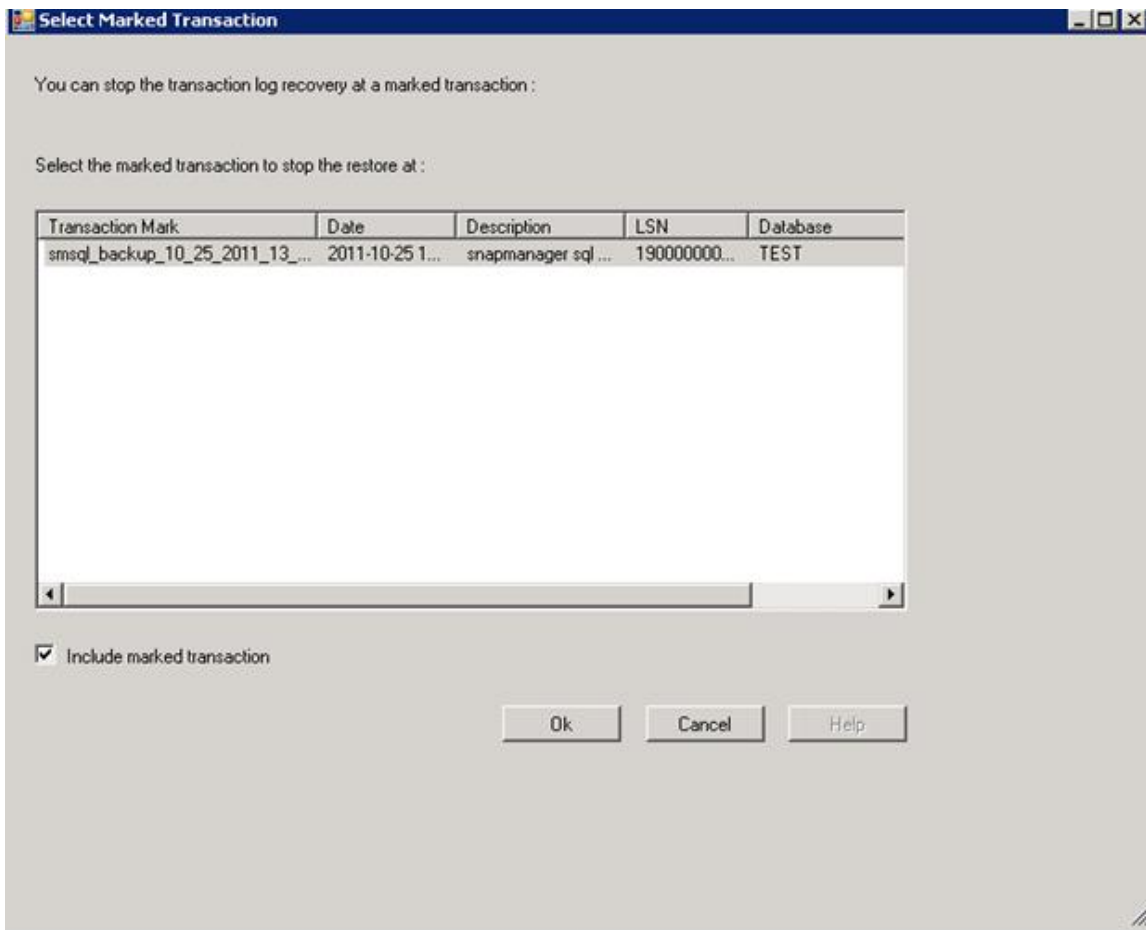 Select Marked Transaction
You can stop the transaction log recovery at a marked transaction :
Select the marked transaction to stop the restore at :
Transaction Mark Date Description LSN Database
smsql_backup_10_25_2011_13_... 2011-10-25 1... snapmanager sql ... 190000000... TEST
Include marked transaction
Ok Cancel Help